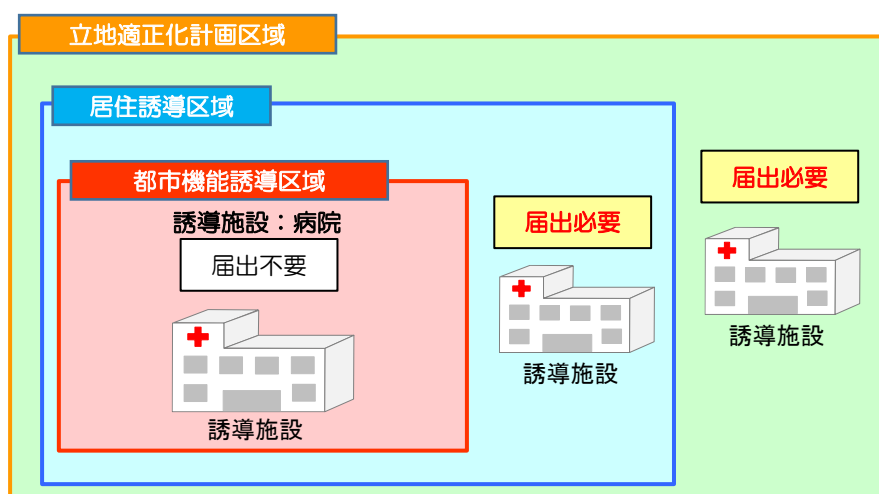 立地適正化計画区域
居住誘導区域
都市機能誘導区域
誘導施設：病院
届出不要
誘導施設
届出必要
誘導施設
届出必要
誘導施設